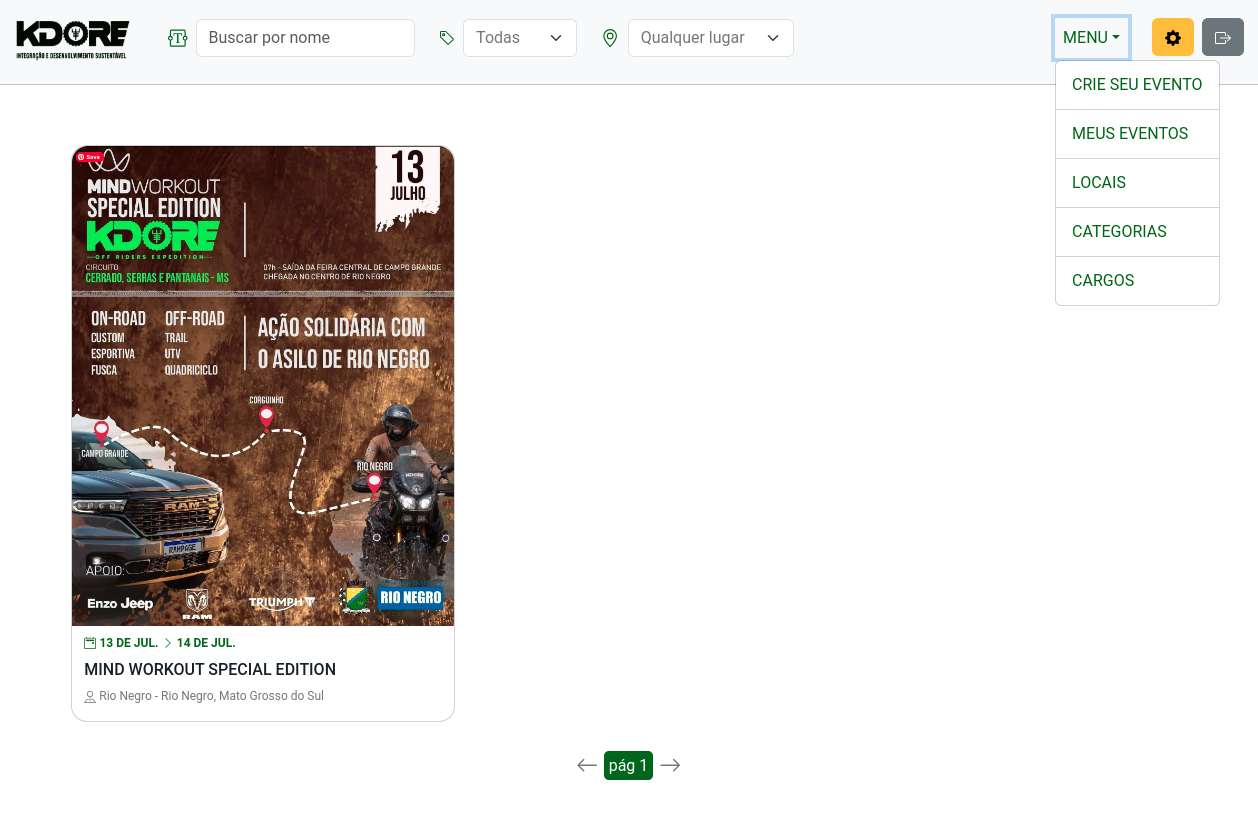 KDORE
INTEGRAÇÃO E DESENVOLVIMENTO SUSTENTÁVEL
Buscar por nome
Todas
Qualquer lugar
MENU
CRIE SEU EVENTO
MEUS EVENTOS
LOCAIS
CATEGORIAS
CARGOS
Save
13
JULHO
MINDWORKOUT
SPECIAL EDITION
KDORE
OFF RIDERS EXPEDITION
CIRCUITO
CERRADO, SERRAS E PANTANAIS - MS
07h - SAÍDA DA FEIRA CENTRAL DE CAMPO GRANDE
CHEGADA NO CENTRO DE RIO NEGRO
ON-ROAD
CUSTOM
ESPORTIVA
FUSCA
OFF-ROAD
TRAIL
UTV
QUADRICICLO
AÇÃO SOLIDÁRIA COM
O ASILO DE RIO NEGRO
CORGUINHO
CAMPO GRANDE
RIO NEGRO
RAM
RAMPAGE
APOIO:
Enzo Jeep
RAM
TRIUMPH
RIO NEGRO
13 DE JUL. > 14 DE JUL.
MIND WORKOUT SPECIAL EDITION
Rio Negro - Rio Negro, Mato Grosso do Sul
pág 1